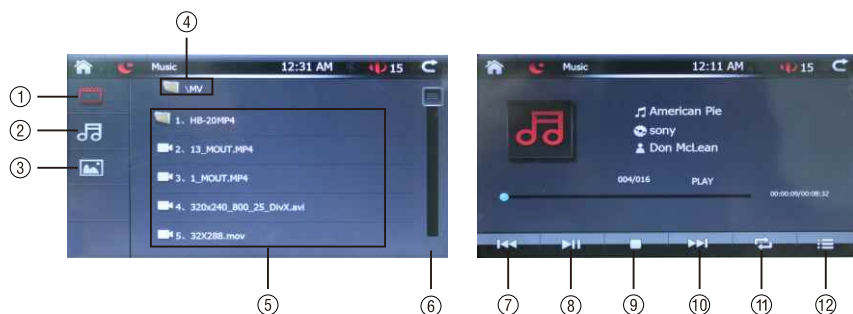 ④
Music 12:31 AM 15
\MV
①
②
③
1、HB-20MP4
2、13_MOUT.MP4
3、1_MOUT.MP4
4、320x240_800_25_DivX.avi
5、32X288.mov
⑤ ⑥
Music 12:11 AM 15
American Pie
sony
Don McLean
004/016 PLAY
00:00:09/00:08:32
⑦ ⑧ ⑨ ⑩ ⑪ ⑫